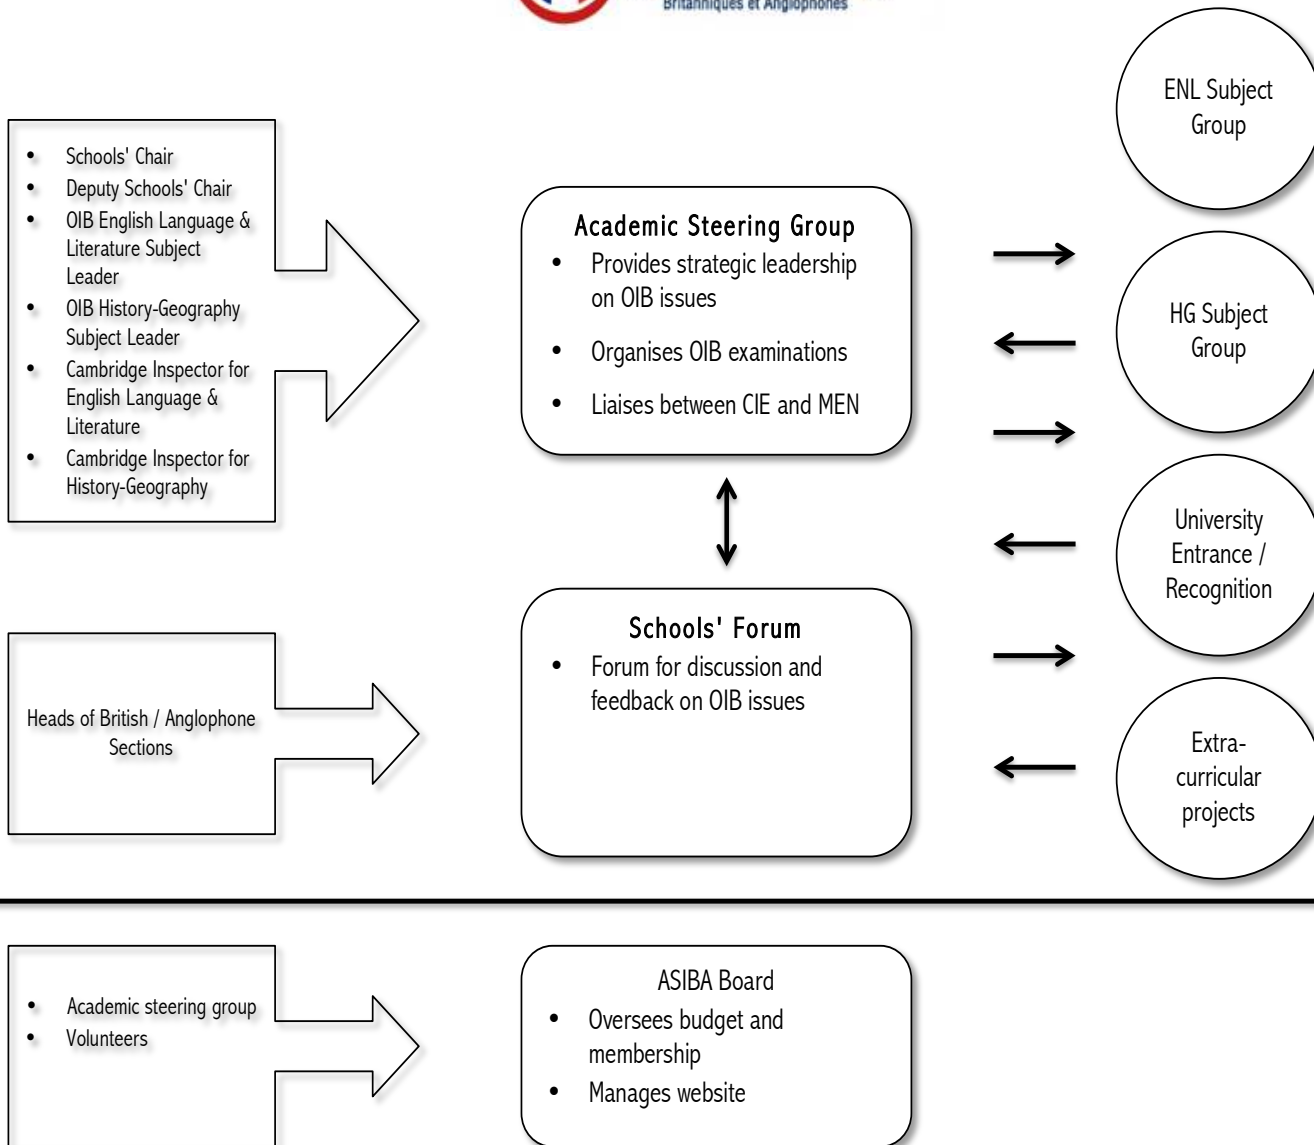 Britanniques et Anglophones
ENL Subject
Group
• Schools' Chair
• Deputy Schools' Chair
• OIB English Language &
Literature Subject
Leader
• OIB History-Geography
Subject Leader
• Cambridge Inspector for
English Language &
Literature
• Cambridge Inspector for
History-Geography
Academic Steering Group
• Provides strategic leadership
on OIB issues
• Organises OIB examinations
• Liaises between CIE and MEN
HG Subject
Group
University
Entrance /
Recognition
Heads of British / Anglophone
Sections
Schools' Forum
• Forum for discussion and
feedback on OIB issues
Extra-
curricular
projects
• Academic steering group
• Volunteers
ASIBA Board
• Oversees budget and
membership
• Manages website